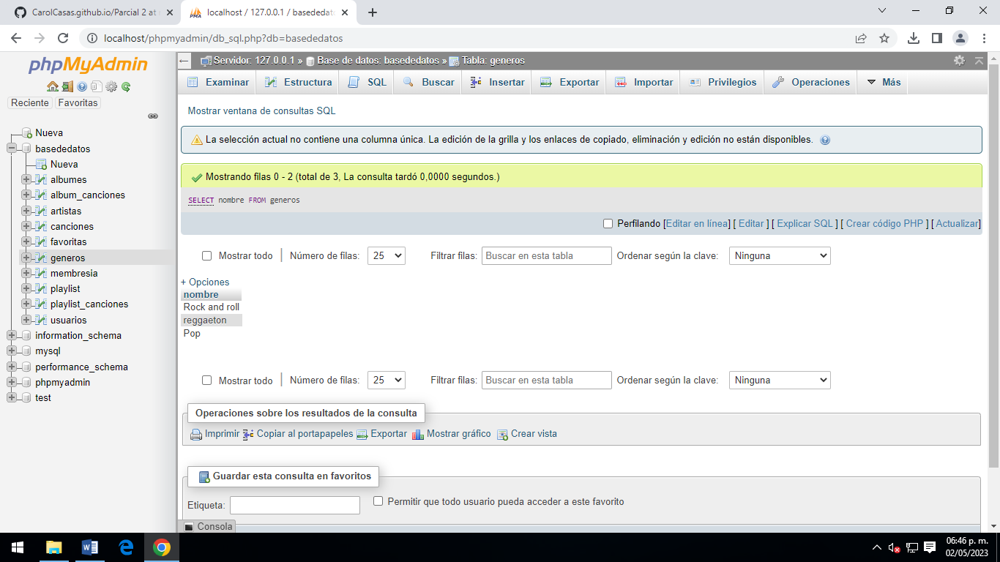 CarolCasas.github.io/Parcial 2 at
localhost / 127.0.0.1 / basededato
localhost/phpmyadmin/db_sql.php?db=basededatos
phpMyAdmin
Reciente Favoritas
Nueva
basededatos
Nueva
albumes
album_canciones
artistas
canciones
favoritas
generos
membresia
playlist
playlist_canciones
usuarios
information_schema
mysql
performance_schema
phpmyadmin
test
Servidor: 127.0.0.1 » Base de datos: basededatos » Tabla: generos
Examinar Estructura SQL Buscar Insertar Exportar Importar Privilegios Operaciones Más
Mostrar ventana de consultas SQL
La selección actual no contiene una columna única. La edición de la grilla y los enlaces de copiado, eliminación y edición no están disponibles.
Mostrando filas 0 - 2 (total de 3, La consulta tardó 0,0000 segundos.)
SELECT nombre FROM generos
Perfilando [Editar en línea] [ Editar ] [ Explicar SQL ] [ Crear código PHP ] [ Actualizar]
Mostrar todo | Número de filas: 25 Filtrar filas: Buscar en esta tabla Ordenar según la clave: Ninguna
+ Opciones
nombre
Rock and roll
reggaeton
Pop
Mostrar todo | Número de filas: 25 Filtrar filas: Buscar en esta tabla Ordenar según la clave: Ninguna
Operaciones sobre los resultados de la consulta
Imprimir Copiar al portapapeles Exportar Mostrar gráfico Crear vista
Guardar esta consulta en favoritos
Etiqueta: Permitir que todo usuario pueda acceder a este favorito
Consola
06:46 p. m.
02/05/2023